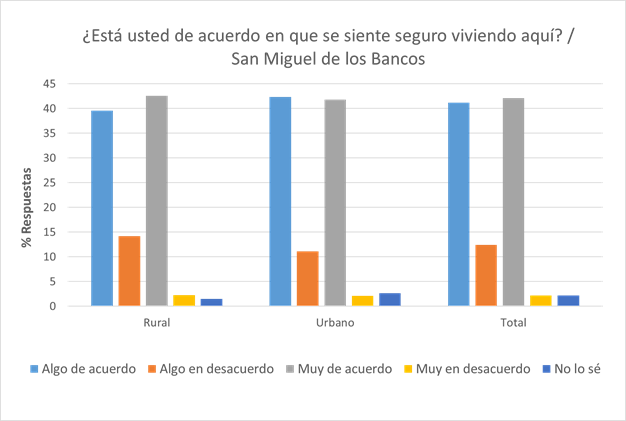 ¿Está usted de acuerdo en que se siente seguro viviendo aquí? /
San Miguel de los Bancos
% Respuestas
45
40
35
30
25
20
15
10
5
0
Rural Urbano Total
Algo de acuerdo Algo en desacuerdo Muy de acuerdo Muy en desacuerdo No lo sé